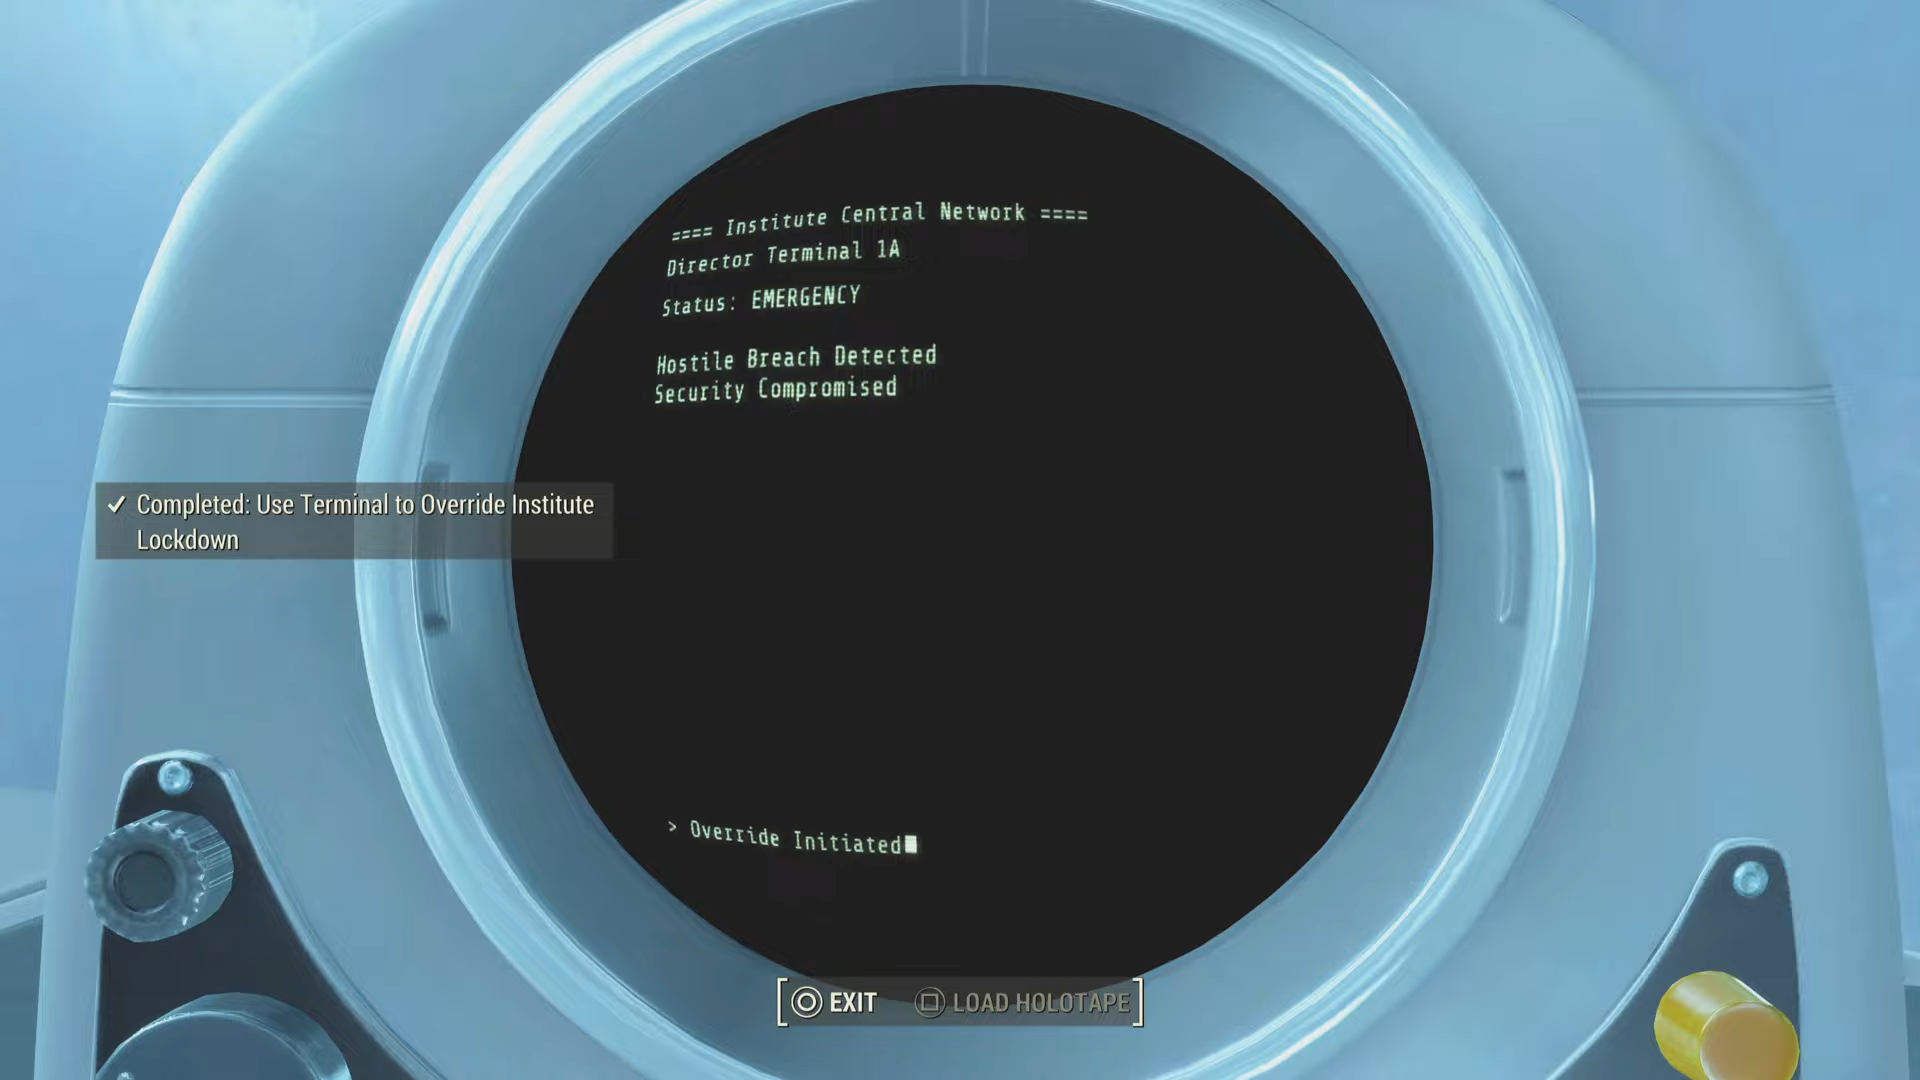 ==== Institute Central Network ====
Director Terminal 1A
Status: EMERGENCY
Hostile Breach Detected
Security Compromised
✓ Completed: Use Terminal to Override Institute
Lockdown
> Override Initiated
[ EXIT LOAD HOLOTAPE ]